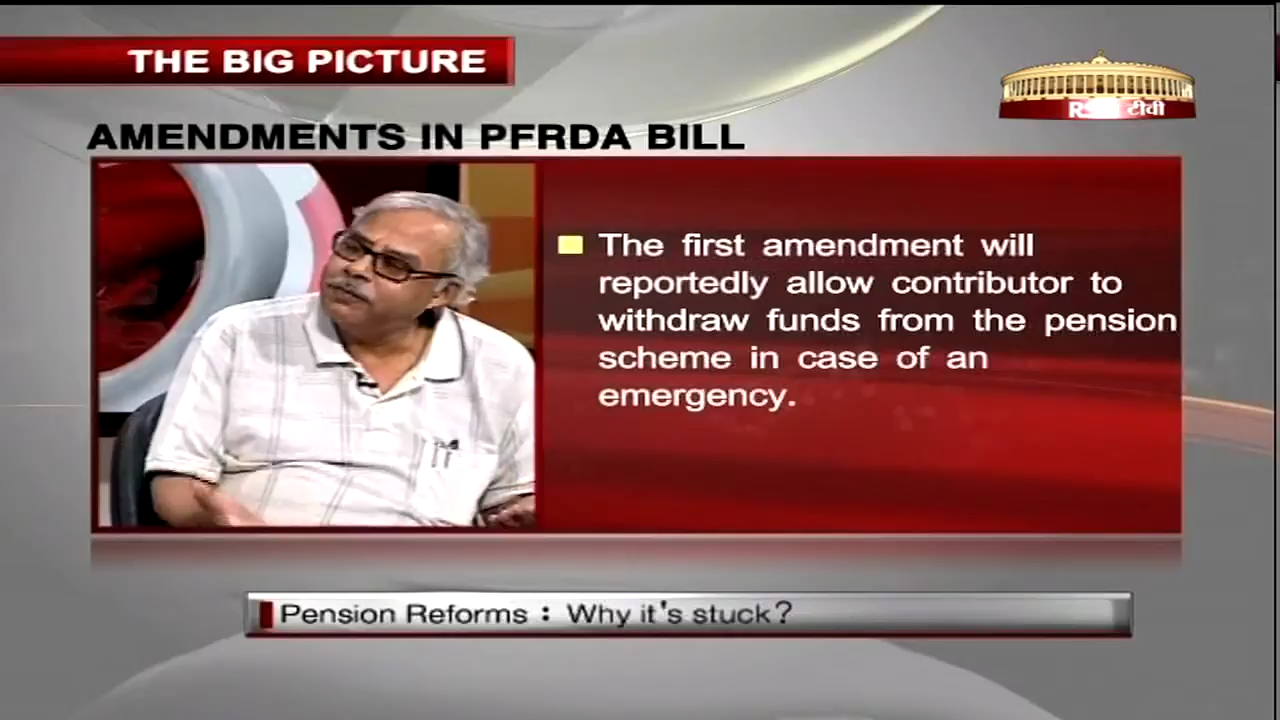 THE BIG PICTURE
टीवी
AMENDMENTS IN PFRDA BILL
The first amendment will
reportedly allow contributor to
withdraw funds from the pension
scheme in case of an
emergency.
Pension Reforms : Why it's stuck?